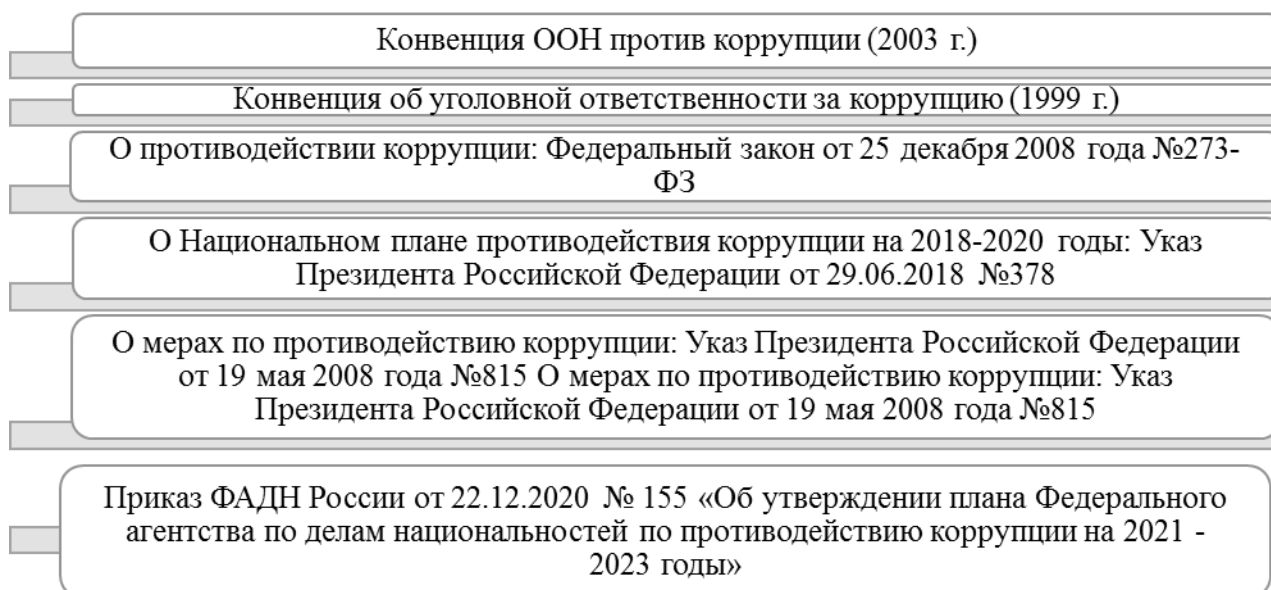 Конвенция ООН против коррупции (2003 г.)
Конвенция об уголовной ответственности за коррупцию (1999 г.)
О противодействии коррупции: Федеральный закон от 25 декабря 2008 года №273-
ФЗ
О Национальном плане противодействия коррупции на 2018-2020 годы: Указ
Президента Российской Федерации от 29.06.2018 №378
О мерах по противодействию коррупции: Указ Президента Российской Федерации
от 19 мая 2008 года №815 О мерах по противодействию коррупции: Указ
Президента Российской Федерации от 19 мая 2008 года №815
Приказ ФАДН России от 22.12.2020 № 155 «Об утверждении плана Федерального
агентства по делам национальностей по противодействию коррупции на 2021 -
2023 годы»